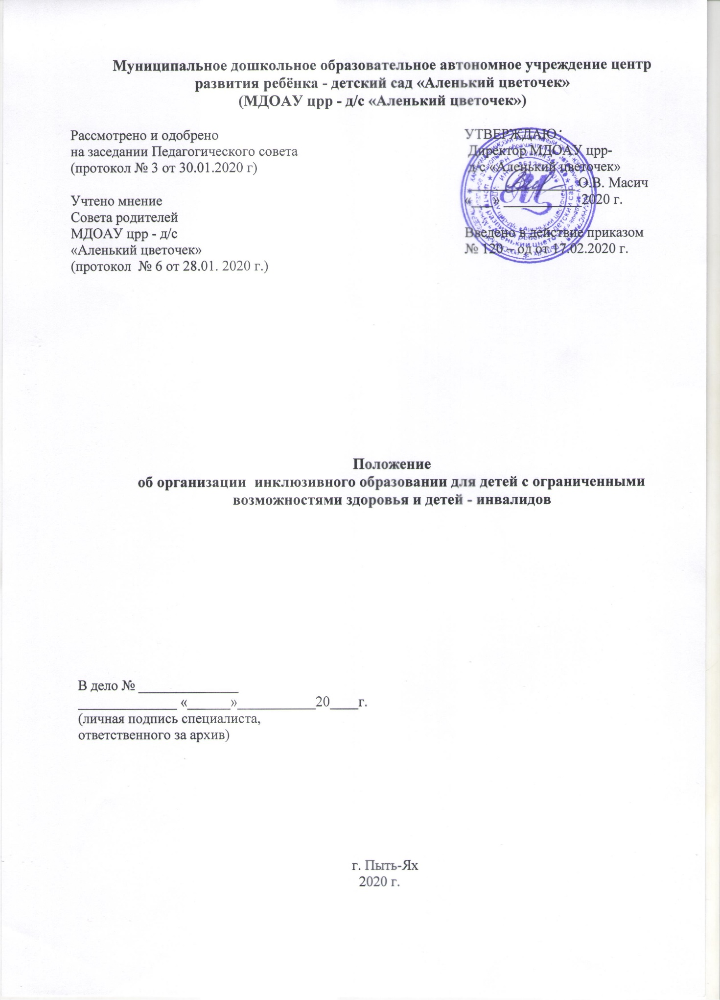 Муниципальное дошкольное образовательное автономное учреждение центр
развития ребёнка - детский сад «Аленький цветочек»
(МДОАУ црр - д/с «Аленький цветочек»)
Рассмотрено и одобрено
на заседании Педагогического совета
(протокол № 3 от 30.01.2020 г)
Учтено мнение
Совета родителей
МДОАУ црр - д/с
«Аленький цветочек»
(протокол № 6 от 28.01. 2020 г.)
УТВЕРЖДАЮ:
Директор МДОАУ црр-
д/с «Аленький цветочек»
_______________ О.В. Масич
«___» ___________2020 г.
Введено в действие приказом
№ 120 - од от 17.02.2020 г.
Положение
об организации инклюзивного образовании для детей с ограниченными
возможностями здоровья и детей - инвалидов
В дело № ______________
______________ «______»___________20____г.
(личная подпись специалиста,
ответственного за архив)
г. Пыть-Ях
2020 г.